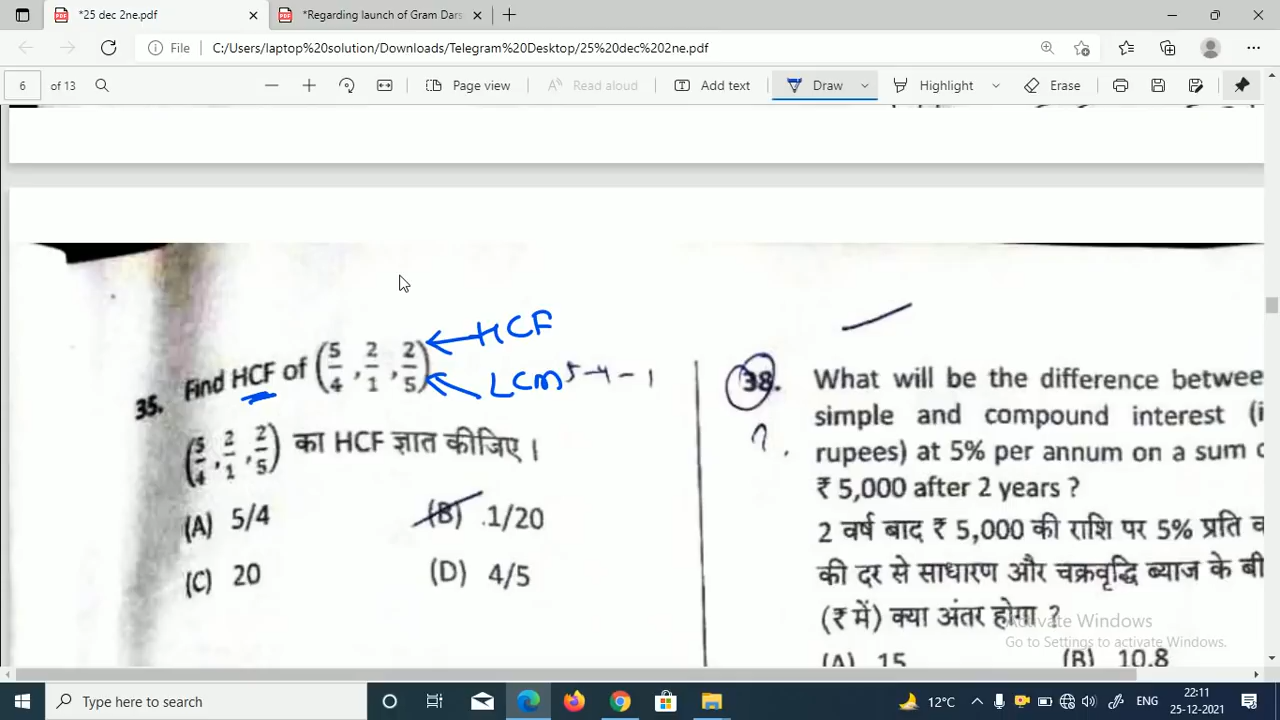 *25 dec 2ne.pdf
*Regarding launch of Gram Dars
File C:/Users/laptop%20solution/Downloads/Telegram%20Desktop/25%20dec%202ne.pdf
6 of 13
Page view
Read aloud
Add text
Draw
Highlight
Erase
35. Find HCF of (5/4, 2/1, 2/5)
HCF
LCM 5-4-1
(5/4, 2/1, 2/5) का HCF ज्ञात कीजिए ।
(A) 5/4
(B) 1/20
(C) 20
(D) 4/5
38. What will be the difference betwee
simple and compound interest (i
rupees) at 5% per annum on a sum o
₹ 5,000 after 2 years ?
2 वर्ष बाद ₹ 5,000 की राशि पर 5% प्रति व
की दर से साधारण और चक्रवृद्धि ब्याज के बी
(₹ में) क्या अंतर होगा ?
(A) 15
(B) 10.8
Activate Windows
Go to Settings to activate Windows.
Type here to search
12°C
ENG
22:11
25-12-2021